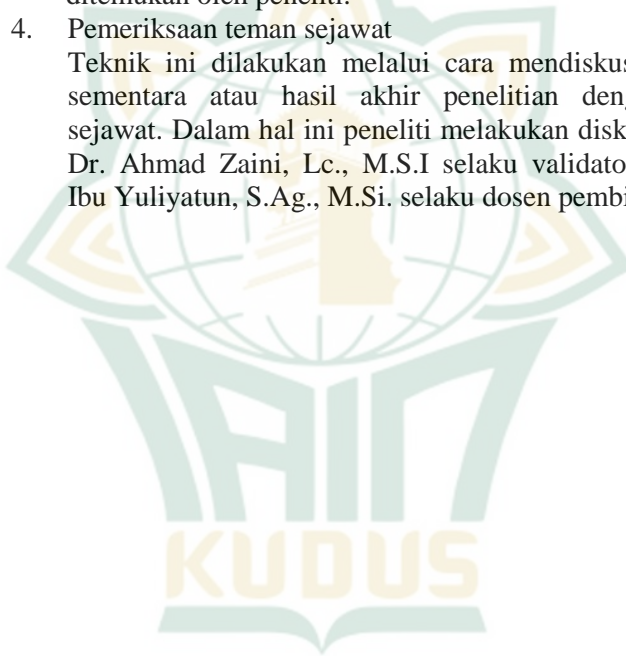 ditemukan oleh peneliti.
4. Pemeriksaan teman sejawat
Teknik ini dilakukan melalui cara mendiskus
sementara atau hasil akhir penelitian den
sejawat. Dalam hal ini peneliti melakukan disk
Dr. Ahmad Zaini, Lc., M.S.I selaku validato
Ibu Yuliyatun, S.Ag., M.Si. selaku dosen pembi
IAIN
KUDUS